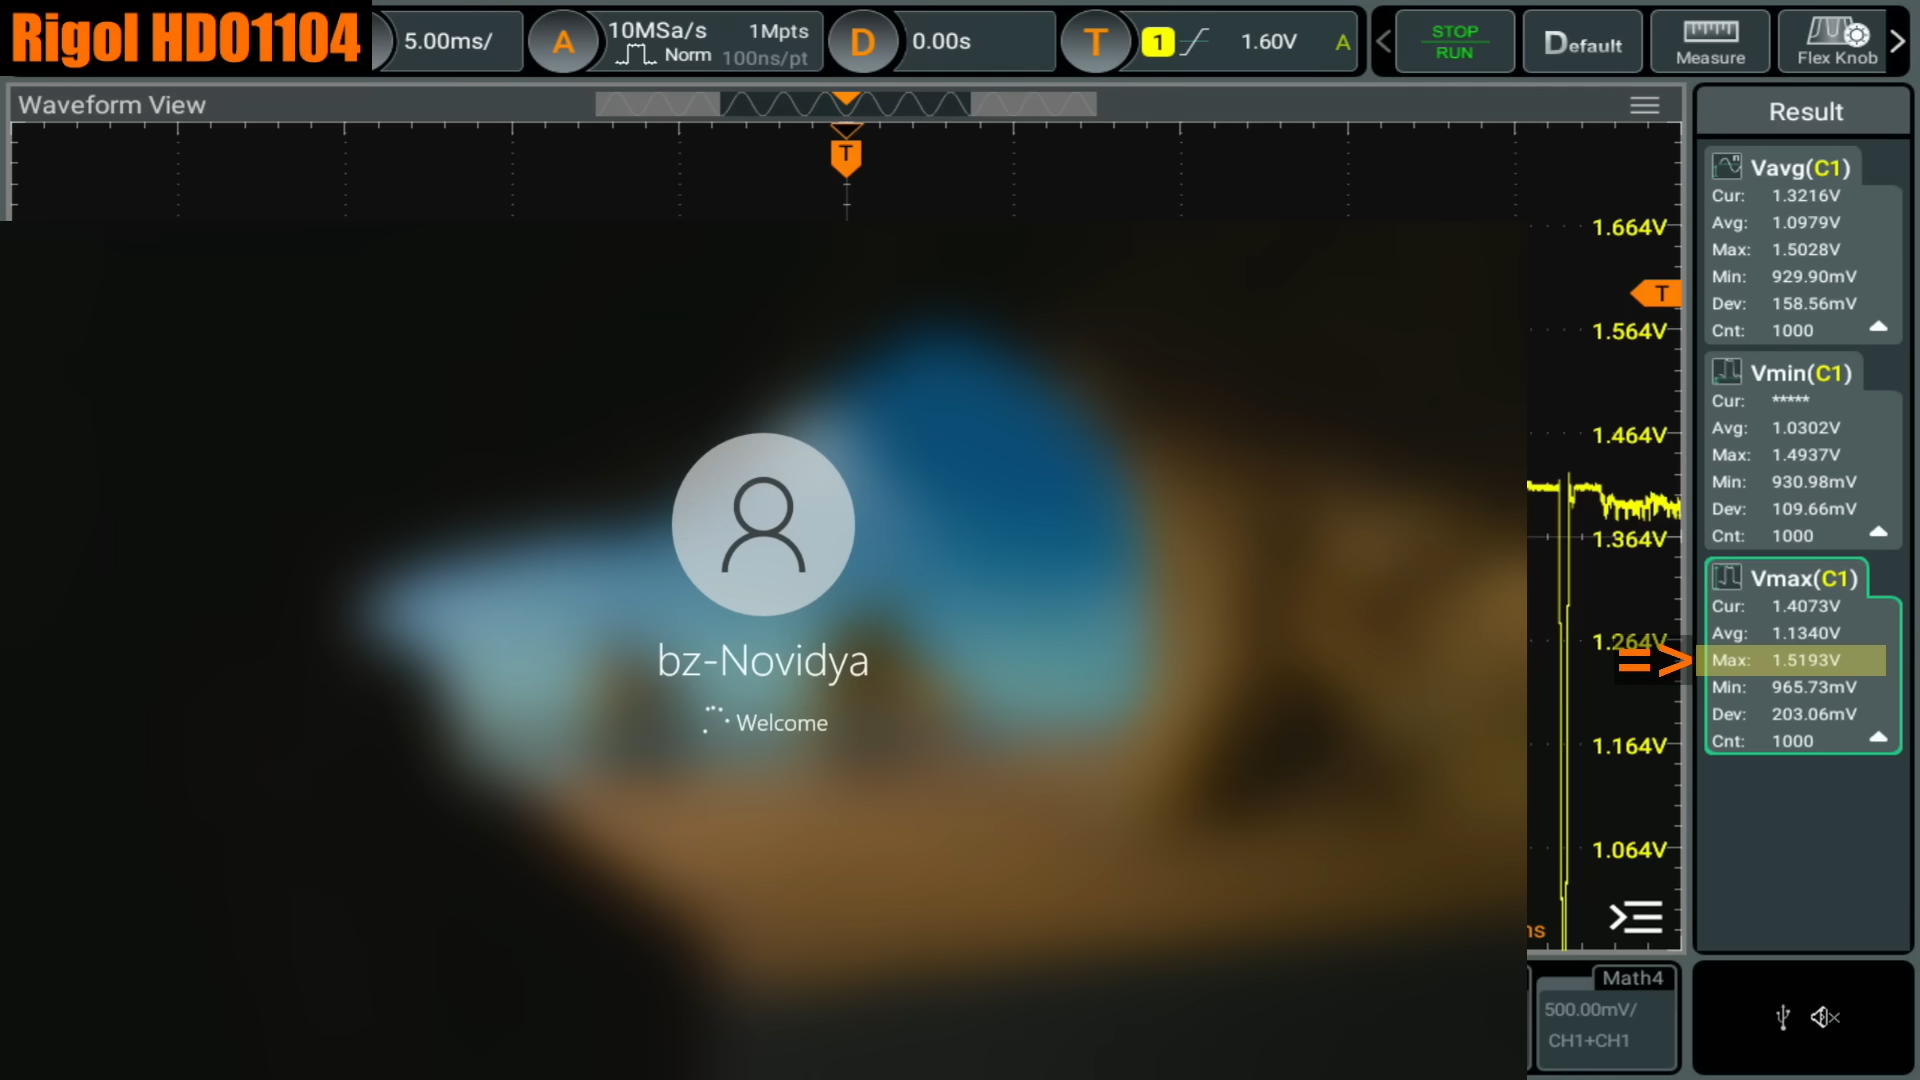 Rigol HDO1104
5.00ms/
A
10MSa/s
1Mpts
Norm
100ns/pt
D
0.00s
T
1
1.60V
A
STOP
RUN
Default
Measure
Flex Knob
Waveform View
Result
T
T
1.664V
1.564V
1.464V
1.364V
1.264V
1.164V
1.064V
Vavg(C1)
Cur: 1.3216V
Avg: 1.0979V
Max: 1.5028V
Min: 929.90mV
Dev: 158.56mV
Cnt: 1000
Vmin(C1)
Cur: *****
Avg: 1.0302V
Max: 1.4937V
Min: 930.98mV
Dev: 109.66mV
Cnt: 1000
Vmax(C1)
Cur: 1.4073V
Avg: 1.1340V
=> Max: 1.5193V
Min: 965.73mV
Dev: 203.06mV
Cnt: 1000
bz-Novidya
Welcome
Math4
500.00mV/
CH1+CH1